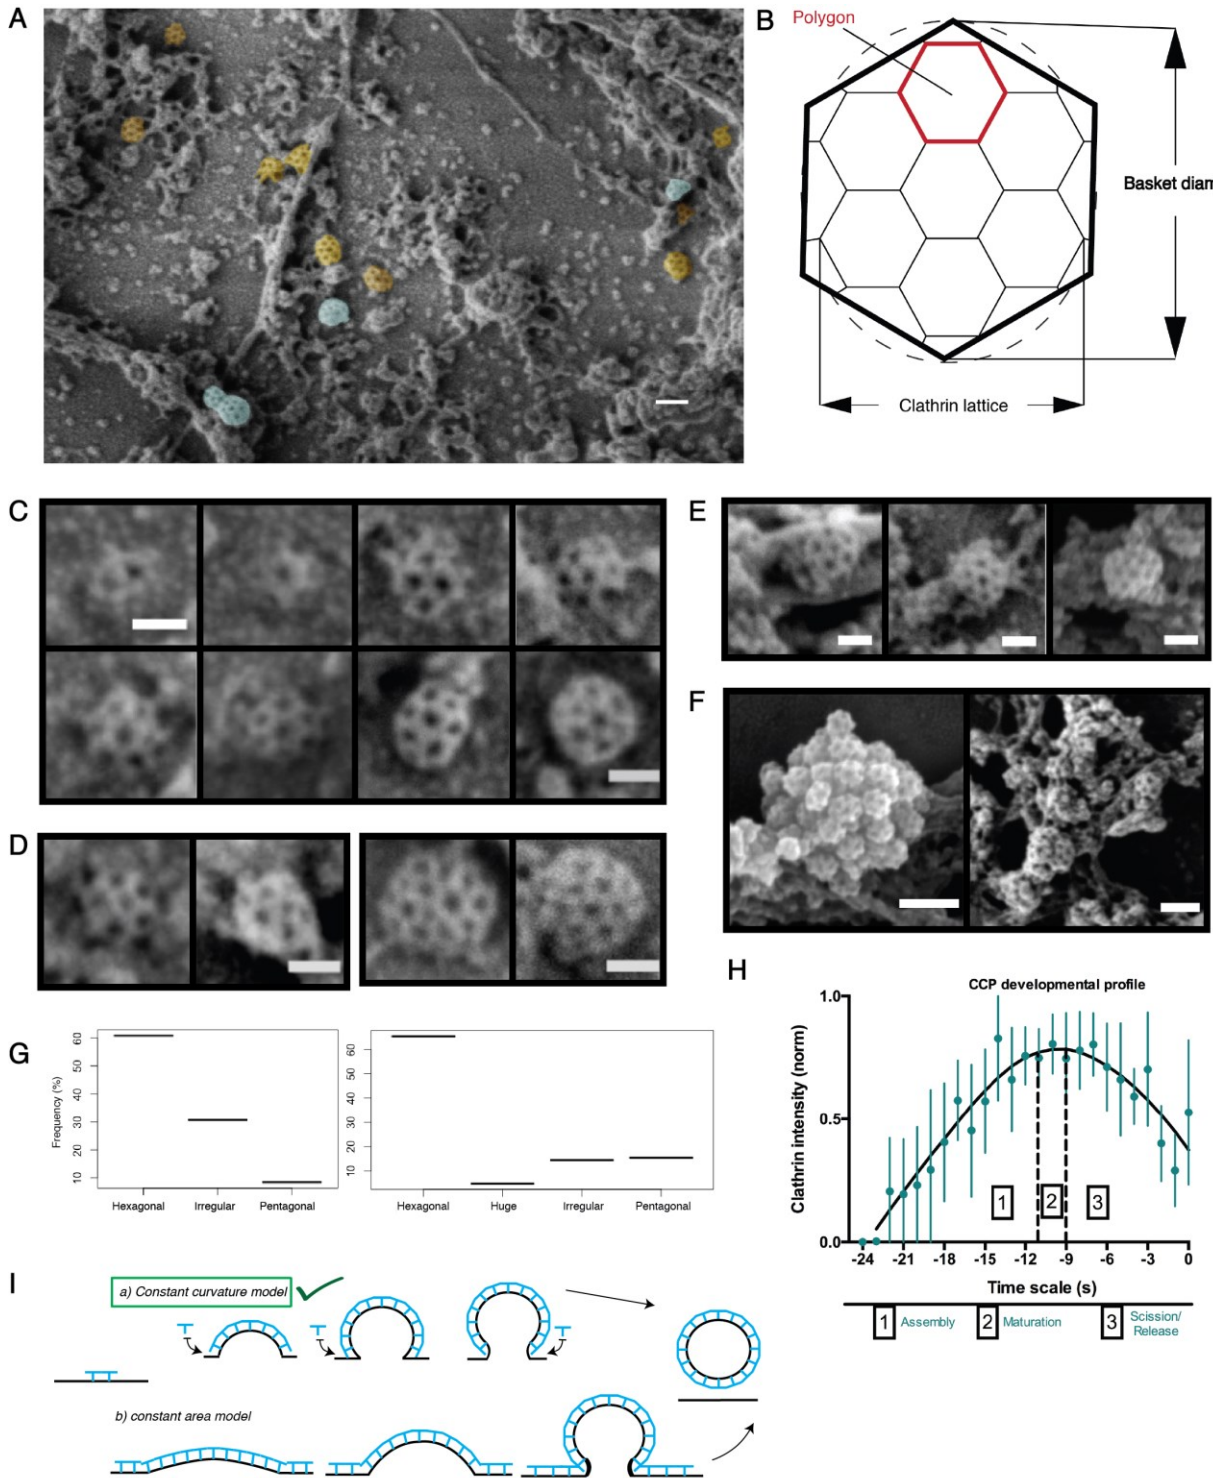 A
B
Polygon
Basket diam
Clathrin lattice
C
E
F
D
G
Frequency (%)
60
50
40
30
20
10
Hexagonal
Irregular
Pentagonal
60
50
40
30
20
10
Hexagonal
Huge
Irregular
Pentagonal
H
CCP developmental profile
Clathrin intensity (norm)
1.0
0.5
0.0
1
2
3
-24 -21 -18 -15 -12 -9 -6 -3 0
Time scale (s)
1 Assembly
2 Maturation
3 Scission/
Release
I
a) Constant curvature model
b) constant area model